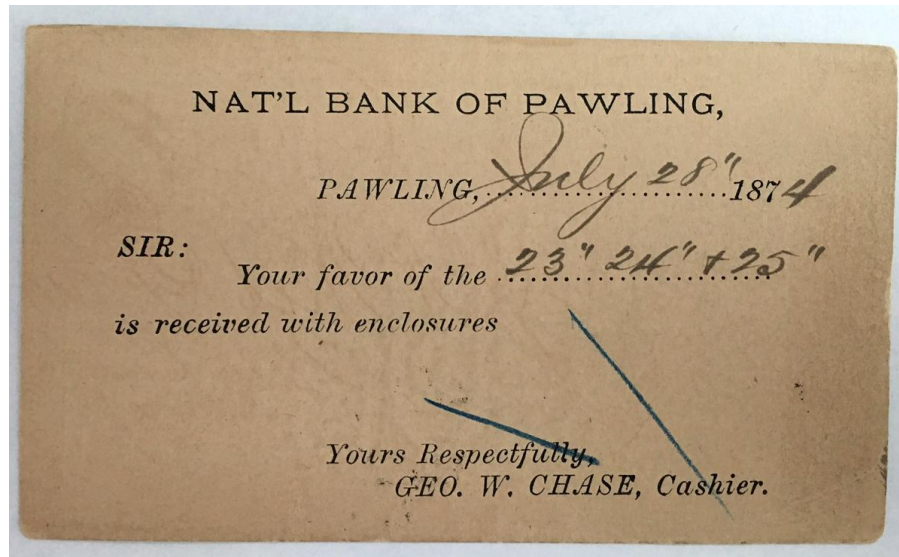 NAT'L BANK OF PAWLING,
PAWLING, July 28" 1874
SIR:
Your favor of the 23" 24" + 25"
is received with enclosures
Yours Respectfully,
GEO. W. CHASE, Cashier.